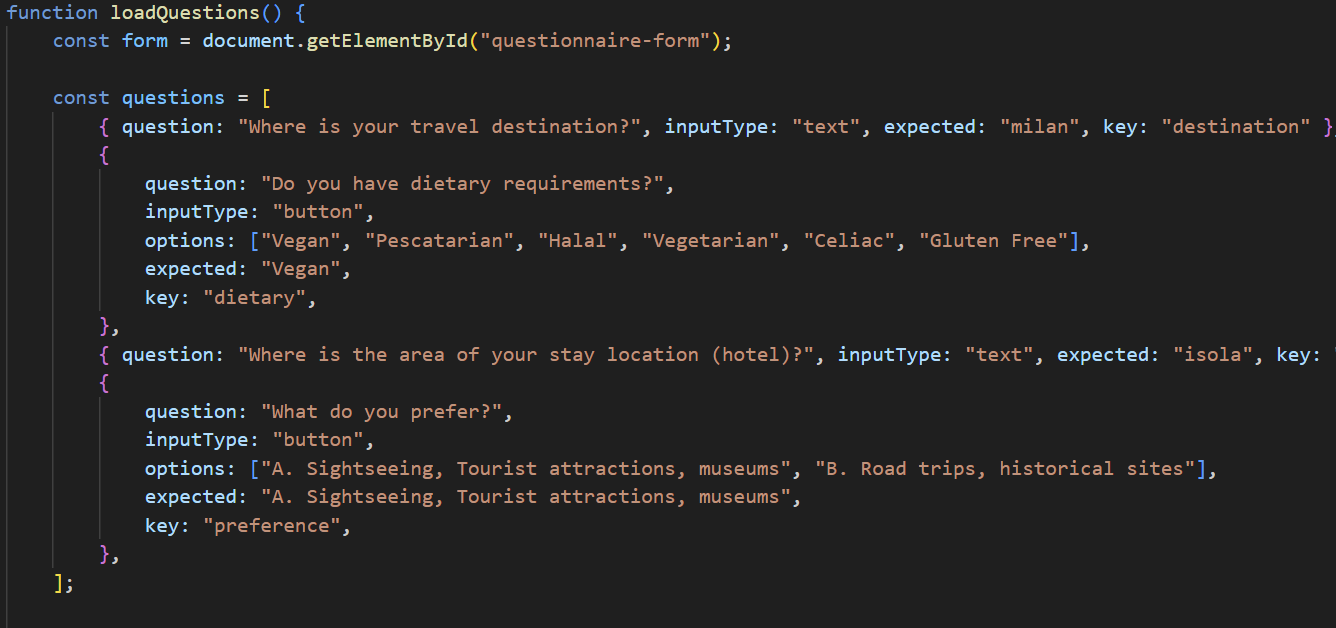 function loadQuestions() {
    const form = document.getElementById("questionnaire-form");
    const questions = [
        { question: "Where is your travel destination?", inputType: "text", expected: "milan", key: "destination" },
        {
            question: "Do you have dietary requirements?",
            inputType: "button",
            options: ["Vegan", "Pescatarian", "Halal", "Vegetarian", "Celiac", "Gluten Free"],
            expected: "Vegan",
            key: "dietary",
        },
        { question: "Where is the area of your stay location (hotel)?", inputType: "text", expected: "isola", key:
        {
            question: "What do you prefer?",
            inputType: "button",
            options: ["A. Sightseeing, Tourist attractions, museums", "B. Road trips, historical sites"],
            expected: "A. Sightseeing, Tourist attractions, museums",
            key: "preference",
        },
    ];